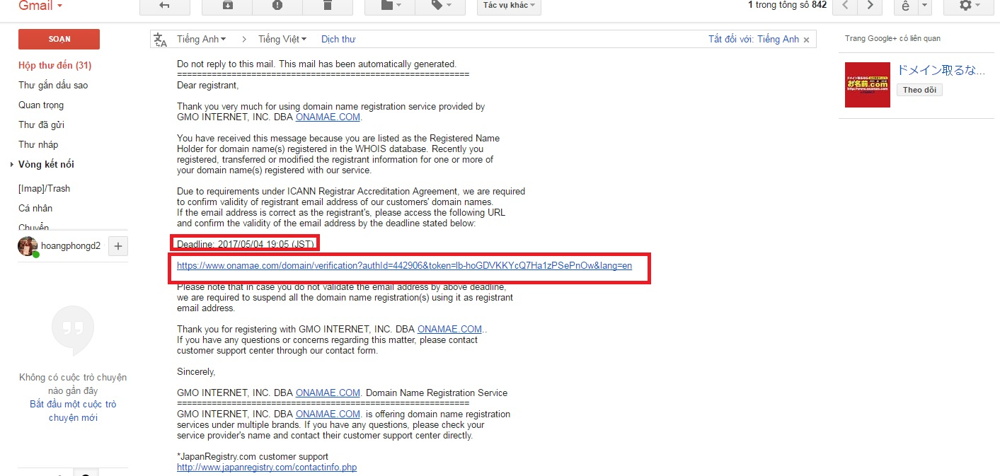 Gmail
Tác vụ khác
1 trong tổng số 842
SOẠN
Hộp thư đến (31)
Thư gắn dấu sao
Quan trọng
Thư đã gửi
Thư nháp
Vòng kết nối
[Imap]/Trash
Cá nhân
Chuyển
hoangphongd2
Không có cuộc trò chuyện
nào gần đây
Bắt đầu một cuộc trò
chuyện mới
Tiếng Anh
Tiếng Việt
Dịch thư
Tắt đối với: Tiếng Anh ×
Do not reply to this mail. This mail has been automatically generated.
===========================================================
Dear registrant,
Thank you very much for using domain name registration service provided by
GMO INTERNET, INC. DBA ONAMAE.COM.
You have received this message because you are listed as the Registered Name
Holder for domain name(s) registered in the WHOIS database. Recently you
registered, transferred or modified the registrant information for one or more of
your domain name(s) registered with our service.
Due to requirements under ICANN Registrar Accreditation Agreement, we are required
to confirm validity of registrant email address of our customers' domain names.
If the email address is correct as the registrant's, please access the following URL
and confirm the validity of the email address by the deadline stated below:
Deadline: 2017/05/04 19:05 (JST)
https://www.onamae.com/domain/verification?authId=442906&token=lb-hoGDVKKYcQ7Ha1zPSePnOw&lang=en
Please note that in case you do not validate the email address by above deadline,
we are required to suspend all the domain name registration(s) using it as registrant
email address.
Thank you for registering with GMO INTERNET, INC. DBA ONAMAE.COM..
If you have any questions or concerns regarding this matter, please contact
customer support center through our contact form.
Sincerely,
GMO INTERNET, INC. DBA ONAMAE.COM. Domain Name Registration Service
===========================================================
GMO INTERNET, INC. DBA ONAMAE.COM. is offering domain name registration
services under multiple brands. If you have any questions, please check your
service provider's name and contact their customer support center directly.
*JapanRegistry.com customer support
http://www.japanregistry.com/contactinfo.php
Trang Google+ có liên quan
ドメイン取るな...
Theo dõi
ドメイン取るなら
お名前.com
http://www.onamae.com
ê